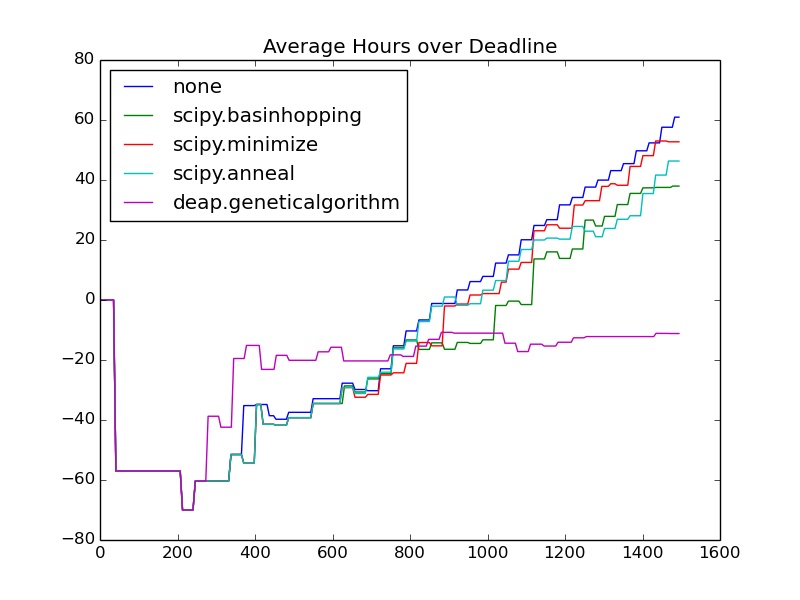 Average Hours over Deadline
80
60
40
20
0
−20
−40
−60
−80
none
scipy.basinhopping
scipy.minimize
scipy.anneal
deap.geneticalgorithm
0 200 400 600 800 1000 1200 1400 1600